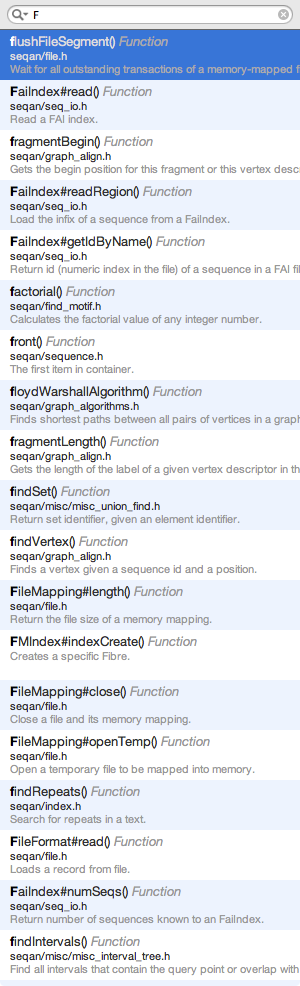 F
flushFileSegment() Function
seqan/file.h
Wait for all outstanding transactions of a memory-mapped f
FaiIndex#read() Function
seqan/seq_io.h
Read a FAI index.
fragmentBegin() Function
seqan/graph_align.h
Gets the begin position for this fragment or this vertex desc
FaiIndex#readRegion() Function
seqan/seq_io.h
Load the infix of a sequence from a FaiIndex.
FaiIndex#getIdByName() Function
seqan/seq_io.h
Return id (numeric index in the file) of a sequence in a FAI fil
factorial() Function
seqan/find_motif.h
Calculates the factorial value of any integer number.
front() Function
seqan/sequence.h
The first item in container.
floydWarshallAlgorithm() Function
seqan/graph_algorithms.h
Finds shortest paths between all pairs of vertices in a graph
fragmentLength() Function
seqan/graph_align.h
Gets the length of the label of a given vertex descriptor in th
findSet() Function
seqan/misc/misc_union_find.h
Return set identifier, given an element identifier.
findVertex() Function
seqan/graph_align.h
Finds a vertex given a sequence id and a position.
FileMapping#length() Function
seqan/file.h
Return the file size of a memory mapping.
FMIndex#indexCreate() Function
Creates a specific Fibre.
FileMapping#close() Function
seqan/file.h
Close a file and its memory mapping.
FileMapping#openTemp() Function
seqan/file.h
Open a temporary file to be mapped into memory.
findRepeats() Function
seqan/index.h
Search for repeats in a text.
FileFormat#read() Function
seqan/file.h
Loads a record from file.
FaiIndex#numSeqs() Function
seqan/seq_io.h
Return number of sequences known to an FaiIndex.
findIntervals() Function
seqan/misc/misc_interval_tree.h
Find all intervals that contain the query point or overlap with